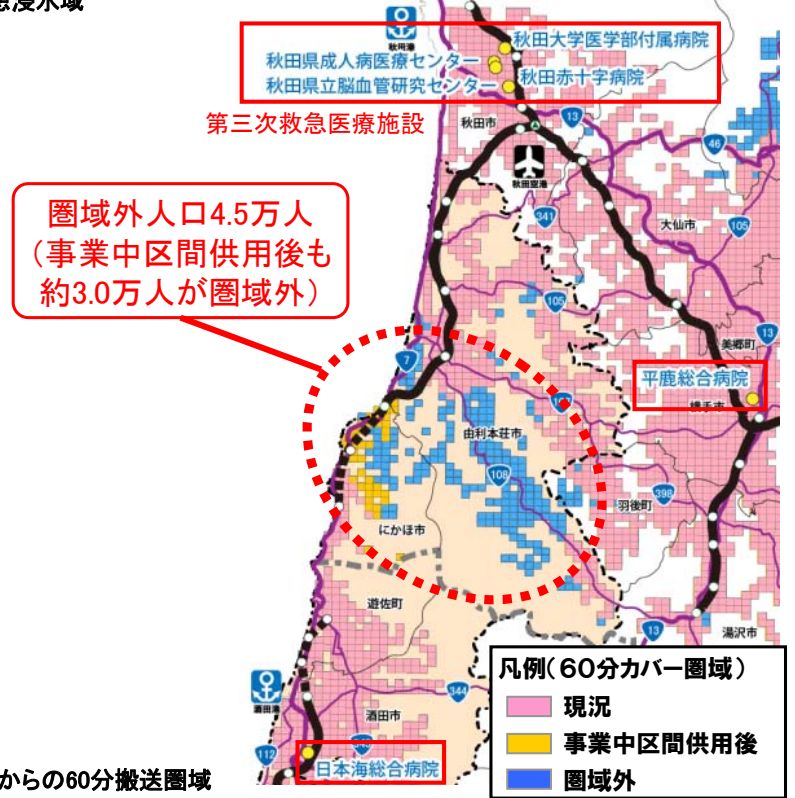 想浸水域
秋田港
秋田大学医学部付属病院
秋田県成人病医療センター
秋田県立脳血管研究センター
秋田赤十字病院
第三次救急医療施設
秋田市
13
46
秋田空港
341
大仙市
105
圏域外人口4.5万人
(事業中区間供用後も
約3.0万人が圏域外)
105
13
7
美郷町
平鹿総合病院
横手市
由利本荘市
108
398
羽後町
にかほ市
遊佐町
13
湯沢市
酒田港
344
酒田市
112
日本海総合病院
からの60分搬送圏域
凡例(60分カバー圏域)
現況
事業中区間供用後
圏域外